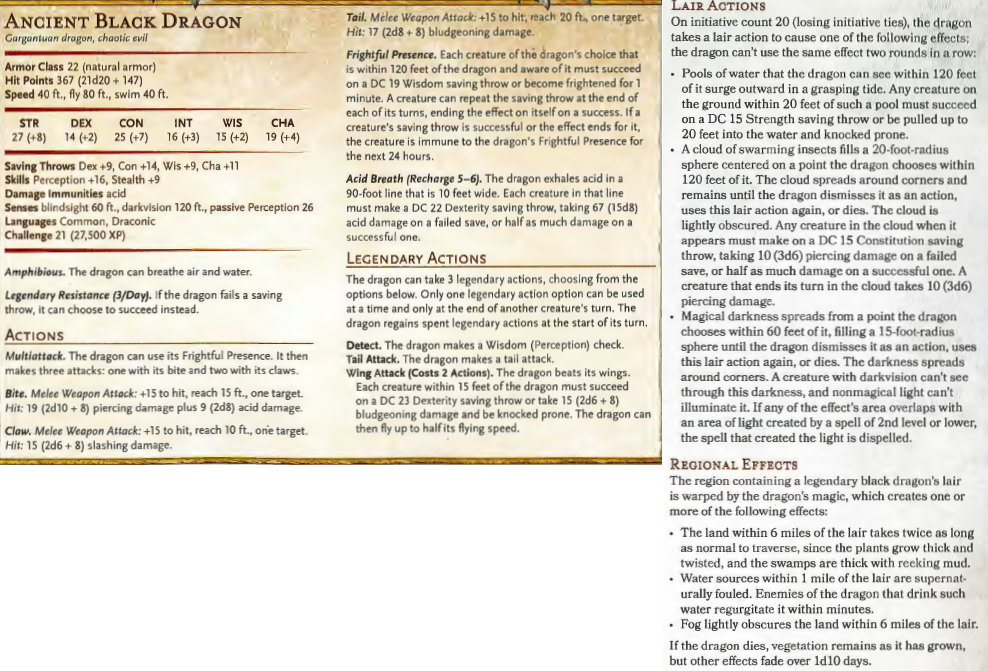 ANCIENT BLACK DRAGON
Gargantuan dragon, chaotic evil
Armor Class 22 (natural armor)
Hit Points 367 (21d20 + 147)
Speed 40 ft., fly 80 ft., swim 40 ft.
STR DEX CON INT WIS CHA
27 (+8) 14 (+2) 25 (+7) 16 (+3) 15 (+2) 19 (+4)
Saving Throws Dex +9, Con +14, Wis +9, Cha +11
Skills Perception +16, Stealth +9
Damage Immunities acid
Senses blindsight 60 ft., darkvision 120 ft., passive Perception 26
Languages Common, Draconic
Challenge 21 (27,500 XP)
Amphibious. The dragon can breathe air and water.
Legendary Resistance (3/Day). If the dragon fails a saving
throw, it can choose to succeed instead.
ACTIONS
Multiattack. The dragon can use its Frightful Presence. It then
makes three attacks: one with its bite and two with its claws.
Bite. Melee Weapon Attack: +15 to hit, reach 15 ft., one target.
Hit: 19 (2d10 + 8) piercing damage plus 9 (2d8) acid damage.
Claw. Melee Weapon Attack: +15 to hit, reach 10 ft., one target.
Hit: 15 (2d6 + 8) slashing damage.
Tail. Melee Weapon Attack: +15 to hit, reach 20 ft., one target.
Hit: 17 (2d8 + 8) bludgeoning damage.
Frightful Presence. Each creature of the dragon's choice that
is within 120 feet of the dragon and aware of it must succeed
on a DC 19 Wisdom saving throw or become frightened for 1
minute. A creature can repeat the saving throw at the end of
each of its turns, ending the effect on itself on a success. If a
creature's saving throw is successful or the effect ends for it,
the creature is immune to the dragon's Frightful Presence for
the next 24 hours.
Acid Breath (Recharge 5–6). The dragon exhales acid in a
90-foot line that is 10 feet wide. Each creature in that line
must make a DC 22 Dexterity saving throw, taking 67 (15d8)
acid damage on a failed save, or half as much damage on a
successful one.
LEGENDARY ACTIONS
The dragon can take 3 legendary actions, choosing from the
options below. Only one legendary action option can be used
at a time and only at the end of another creature's turn. The
dragon regains spent legendary actions at the start of its turn.
Detect. The dragon makes a Wisdom (Perception) check.
Tail Attack. The dragon makes a tail attack.
Wing Attack (Costs 2 Actions). The dragon beats its wings.
Each creature within 15 feet of the dragon must succeed
on a DC 23 Dexterity saving throw or take 15 (2d6 + 8)
bludgeoning damage and be knocked prone. The dragon can
then fly up to half its flying speed.
LAIR ACTIONS
On initiative count 20 (losing initiative ties), the dragon
takes a lair action to cause one of the following effects;
the dragon can't use the same effect two rounds in a row:
• Pools of water that the dragon can see within 120 feet
of it surge outward in a grasping tide. Any creature on
the ground within 20 feet of such a pool must succeed
on a DC 15 Strength saving throw or be pulled up to
20 feet into the water and knocked prone.
• A cloud of swarming insects fills a 20-foot-radius
sphere centered on a point the dragon chooses within
120 feet of it. The cloud spreads around corners and
remains until the dragon dismisses it as an action,
uses this lair action again, or dies. The cloud is
lightly obscured. Any creature in the cloud when it
appears must make on a DC 15 Constitution saving
throw, taking 10 (3d6) piercing damage on a failed
save, or half as much damage on a successful one. A
creature that ends its turn in the cloud takes 10 (3d6)
piercing damage.
• Magical darkness spreads from a point the dragon
chooses within 60 feet of it, filling a 15-foot-radius
sphere until the dragon dismisses it as an action, uses
this lair action again, or dies. The darkness spreads
around corners. A creature with darkvision can't see
through this darkness, and nonmagical light can't
illuminate it. If any of the effect's area overlaps with
an area of light created by a spell of 2nd level or lower,
the spell that created the light is dispelled.
REGIONAL EFFECTS
The region containing a legendary black dragon's lair
is warped by the dragon's magic, which creates one or
more of the following effects:
• The land within 6 miles of the lair takes twice as long
as normal to traverse, since the plants grow thick and
twisted, and the swamps are thick with reeking mud.
• Water sources within 1 mile of the lair are supernat-
urally fouled. Enemies of the dragon that drink such
water regurgitate it within minutes.
• Fog lightly obscures the land within 6 miles of the lair.
If the dragon dies, vegetation remains as it has grown,
but other effects fade over 1d10 days.